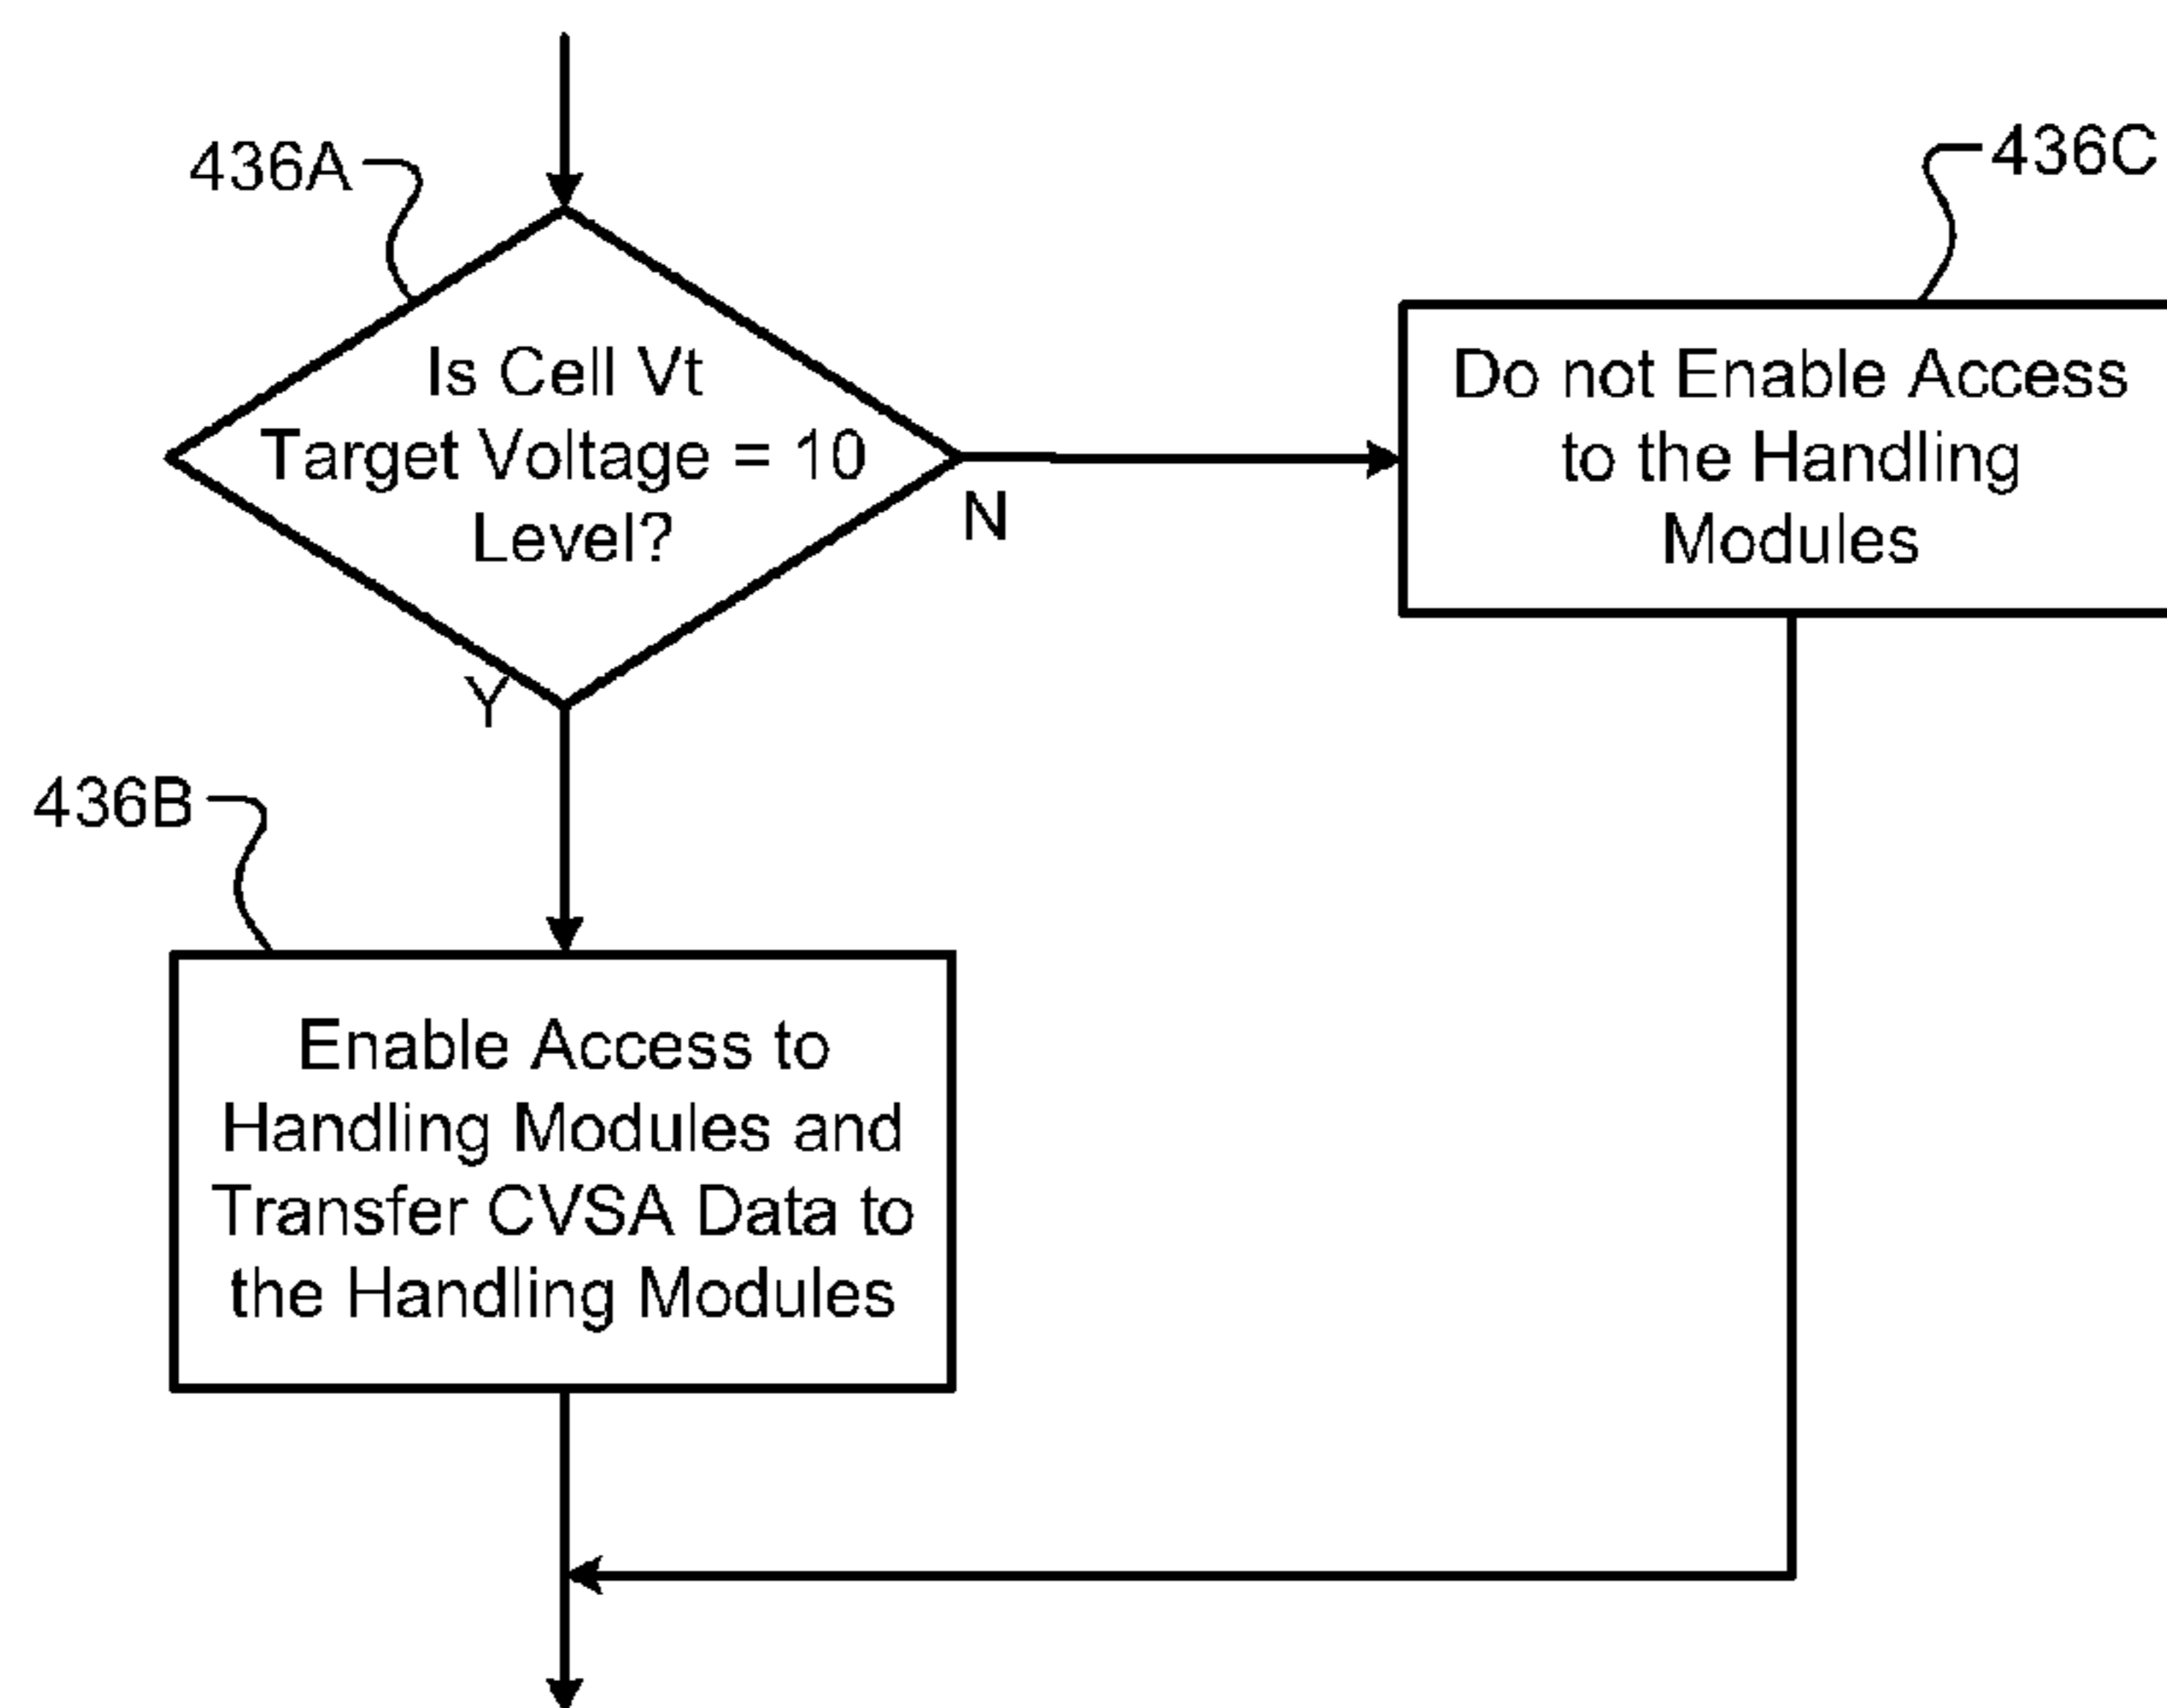 436A
Is Cell Vt
Target Voltage = 10
Level?
N
Y
436C
Do not Enable Access
to the Handling
Modules
436B
Enable Access to
Handling Modules and
Transfer CVSA Data to
the Handling Modules